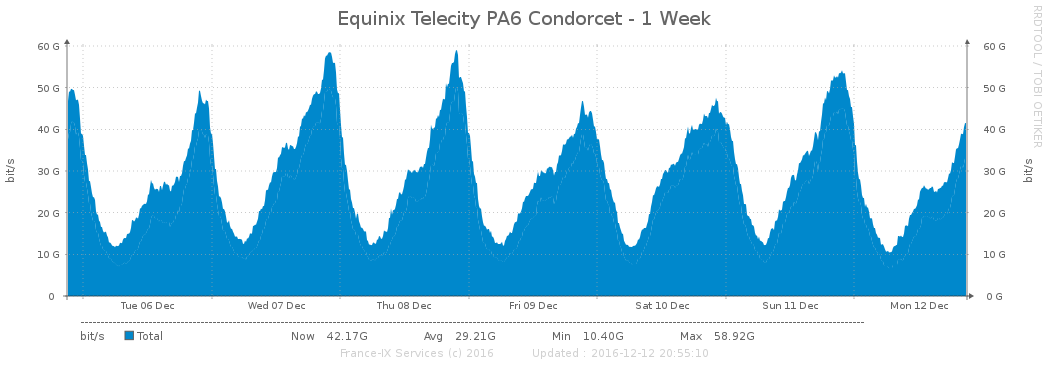 Equinix Telecity PA6 Condorcet - 1 Week
RRDTOOL / TOBI OETIKER
bit/s
60 G 60 G
50 G 50 G
40 G 40 G
30 G 30 G
20 G 20 G
10 G 10 G
0 0 G
bit/s
Tue 06 Dec Wed 07 Dec Thu 08 Dec Fri 09 Dec Sat 10 Dec Sun 11 Dec Mon 12 Dec
bit/s Total Now 42.17G Avg 29.21G Min 10.40G Max 58.92G
France-IX Services (c) 2016 Updated : 2016-12-12 20:55:10